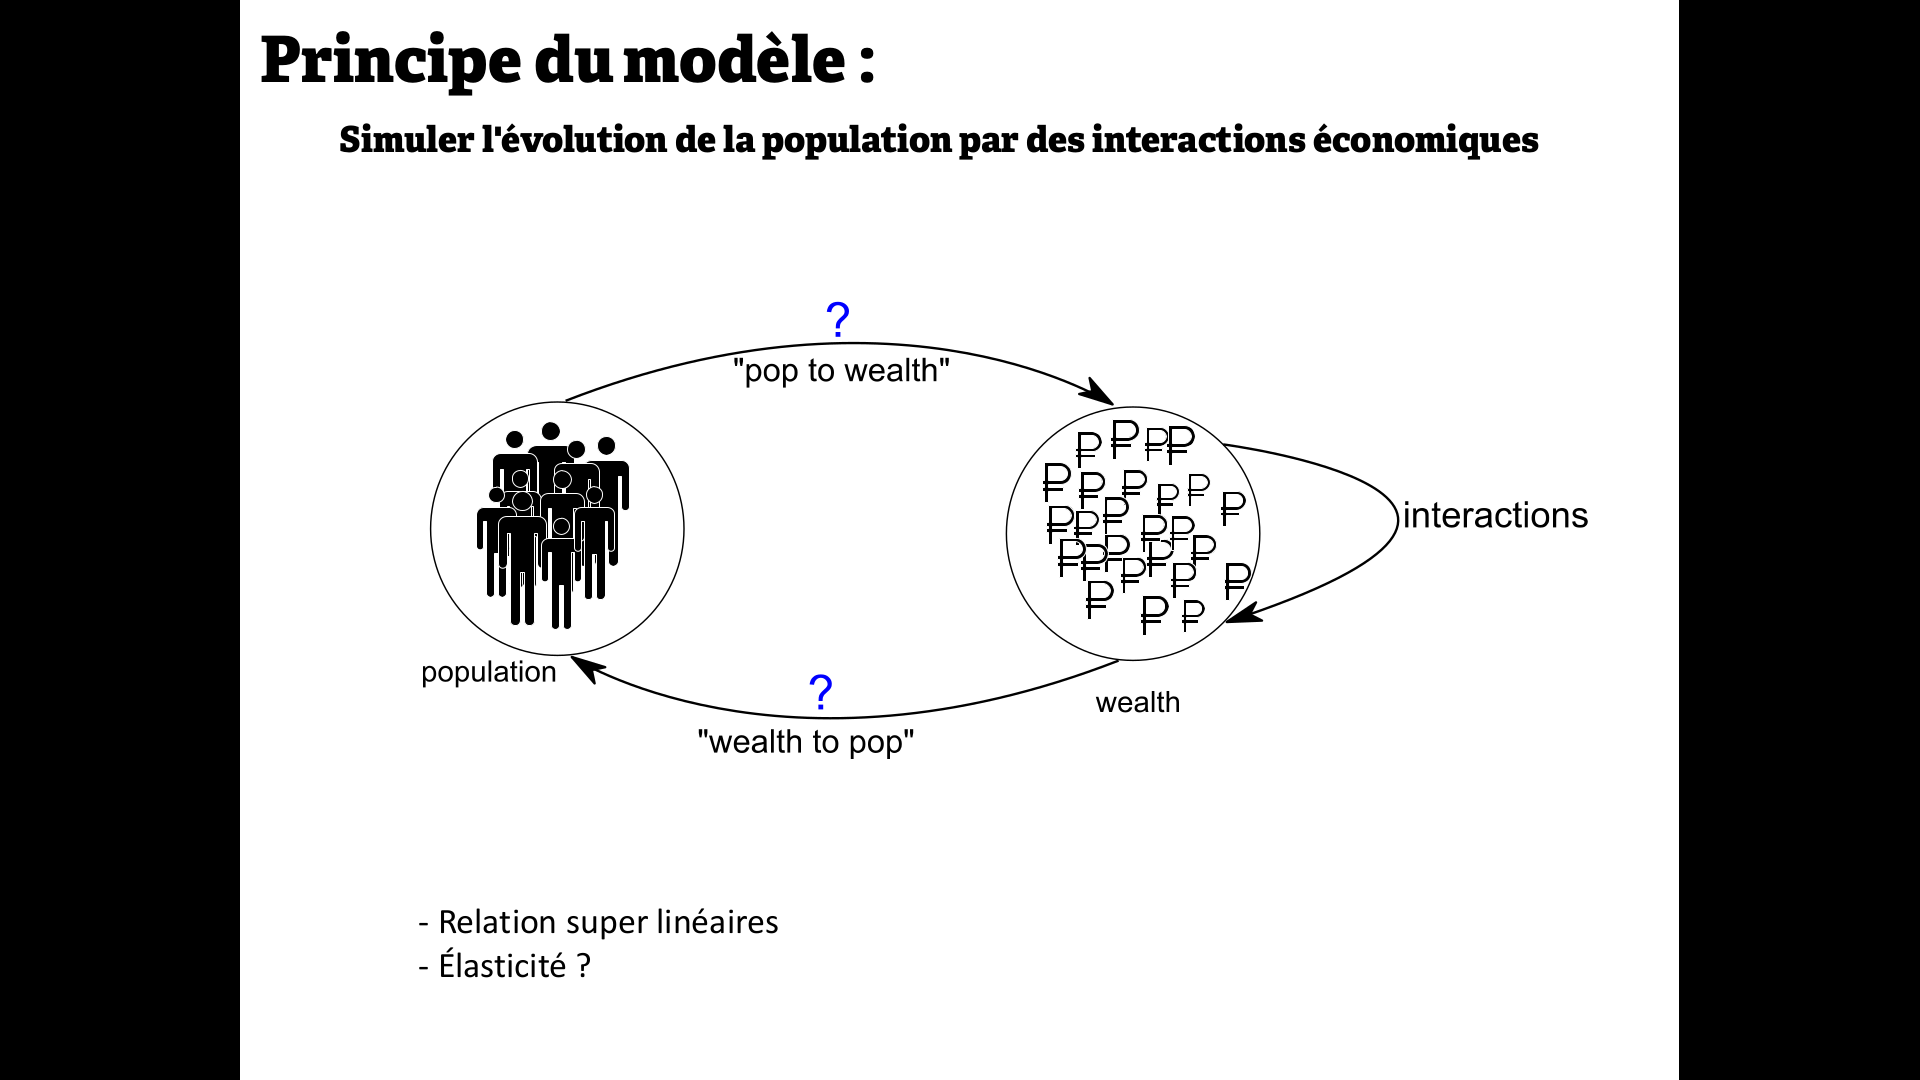 Principe du modèle :
Simuler l'évolution de la population par des interactions économiques
?
"pop to wealth"
interactions
population
?
wealth
"wealth to pop"
- Relation super linéaires
- Élasticité ?